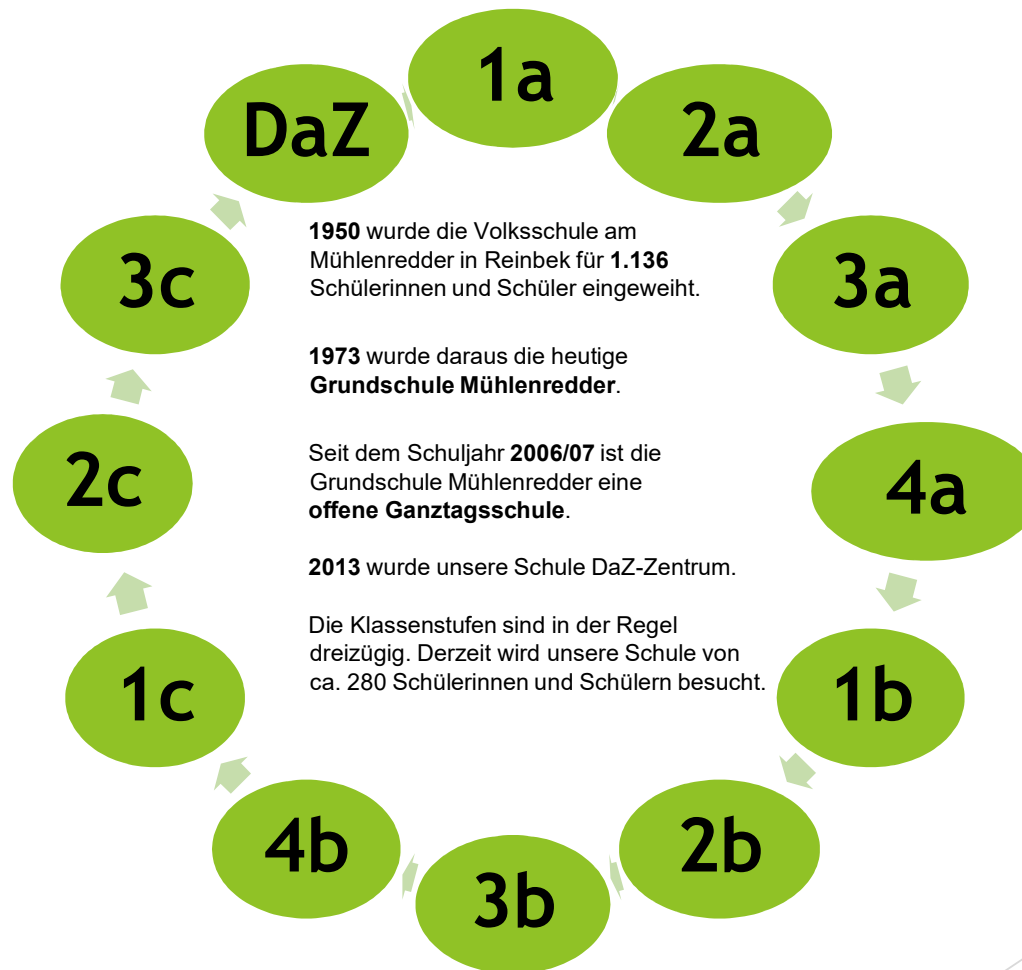 1a
2a
3a
4a
1b
2b
3b
4b
1c
2c
3c
DaZ
1950 wurde die Volksschule am
Mühlenredder in Reinbek für 1.136
Schülerinnen und Schüler eingeweiht.
1973 wurde daraus die heutige
Grundschule Mühlenredder.
Seit dem Schuljahr 2006/07 ist die
Grundschule Mühlenredder eine
offene Ganztagsschule.
2013 wurde unsere Schule DaZ-Zentrum.
Die Klassenstufen sind in der Regel
dreizügig. Derzeit wird unsere Schule von
ca. 280 Schülerinnen und Schülern besucht.